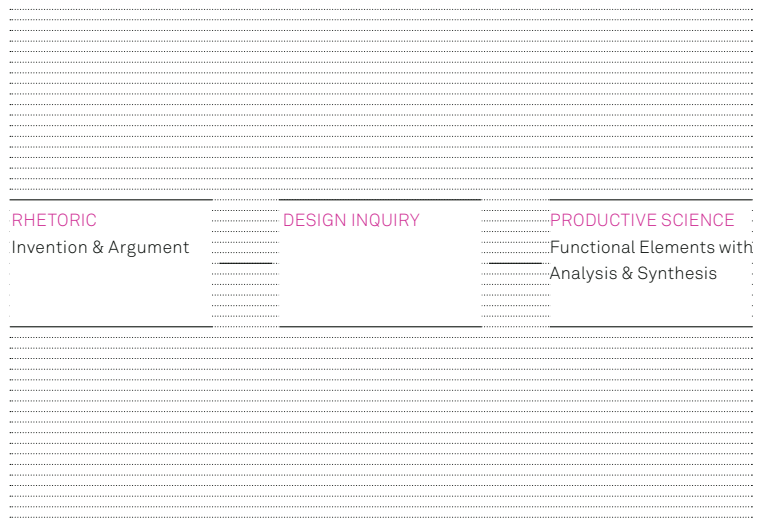 RHETORIC
Invention & Argument
DESIGN INQUIRY
PRODUCTIVE SCIENCE
Functional Elements with
Analysis & Synthesis